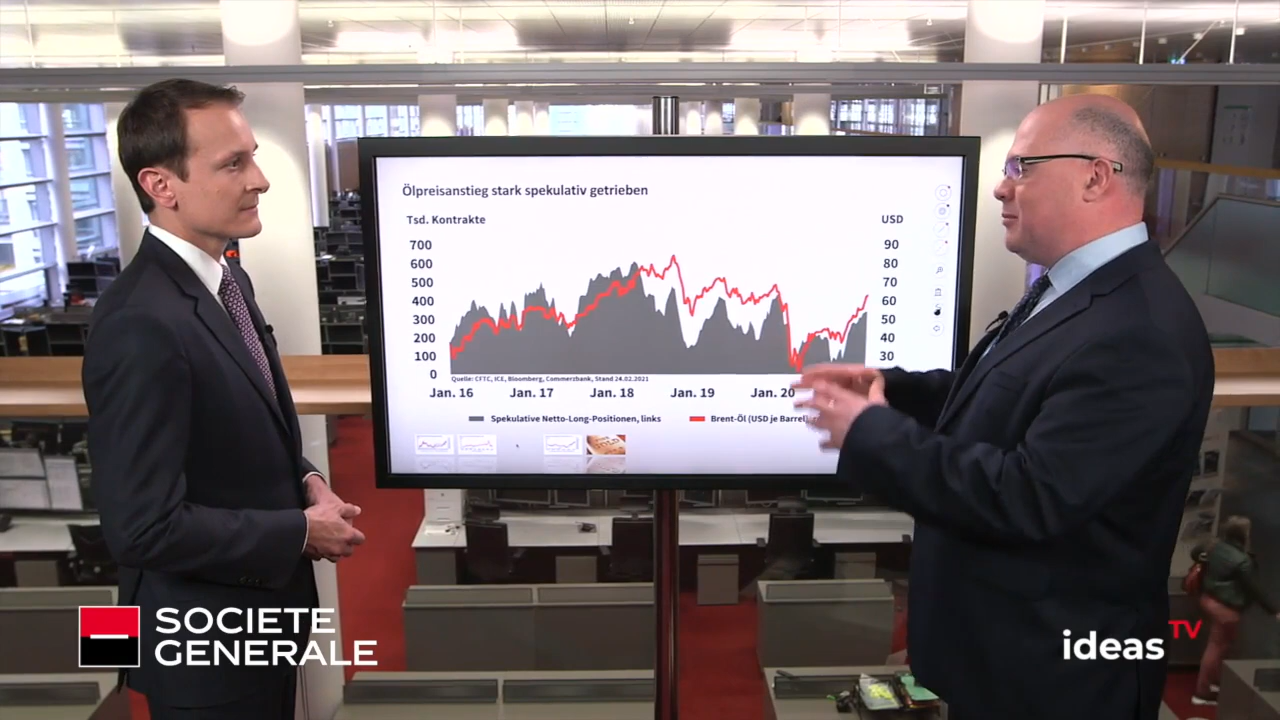 Ölpreisanstieg stark spekulativ getrieben
Tsd. Kontrakte
USD
700
600
500
400
300
200
100
0
90
80
70
60
50
40
30
Quelle: CFTC, ICE, Bloomberg, Commerzbank, Stand 24.02.2021
Jan. 16 Jan. 17 Jan. 18 Jan. 19 Jan. 20
Spekulative Netto-Long-Positionen, links Brent-Öl (USD je Barrel),
SOCIETE
GENERALE
ideas TV